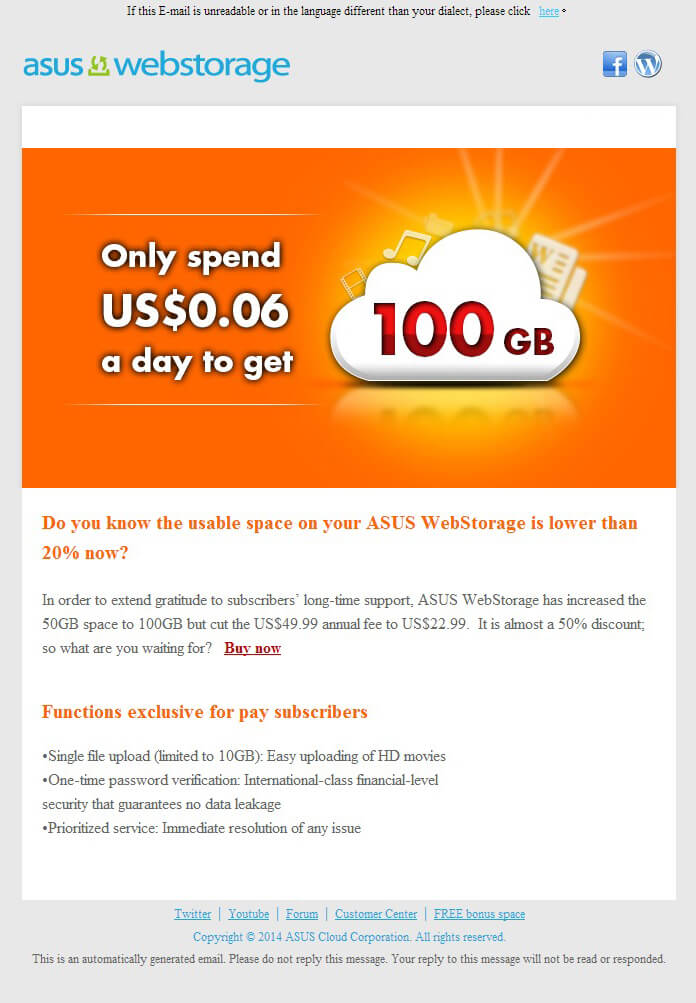 If this E-mail is unreadable or in the language different than your dialect, please click here
asus webstorage
Only spend
US$0.06
a day to get
100 GB
Do you know the usable space on your ASUS WebStorage is lower than
20% now?
In order to extend gratitude to subscribers' long-time support, ASUS WebStorage has increased the
50GB space to 100GB but cut the US$49.99 annual fee to US$22.99. It is almost a 50% discount;
so what are you waiting for? Buy now
Functions exclusive for pay subscribers
•Single file upload (limited to 10GB): Easy uploading of HD movies
•One-time password verification: International-class financial-level
security that guarantees no data leakage
•Prioritized service: Immediate resolution of any issue
Twitter | Youtube | Forum | Customer Center | FREE bonus space
Copyright © 2014 ASUS Cloud Corporation. All rights reserved.
This is an automatically generated email. Please do not reply this message. Your reply to this message will not be read or responded.